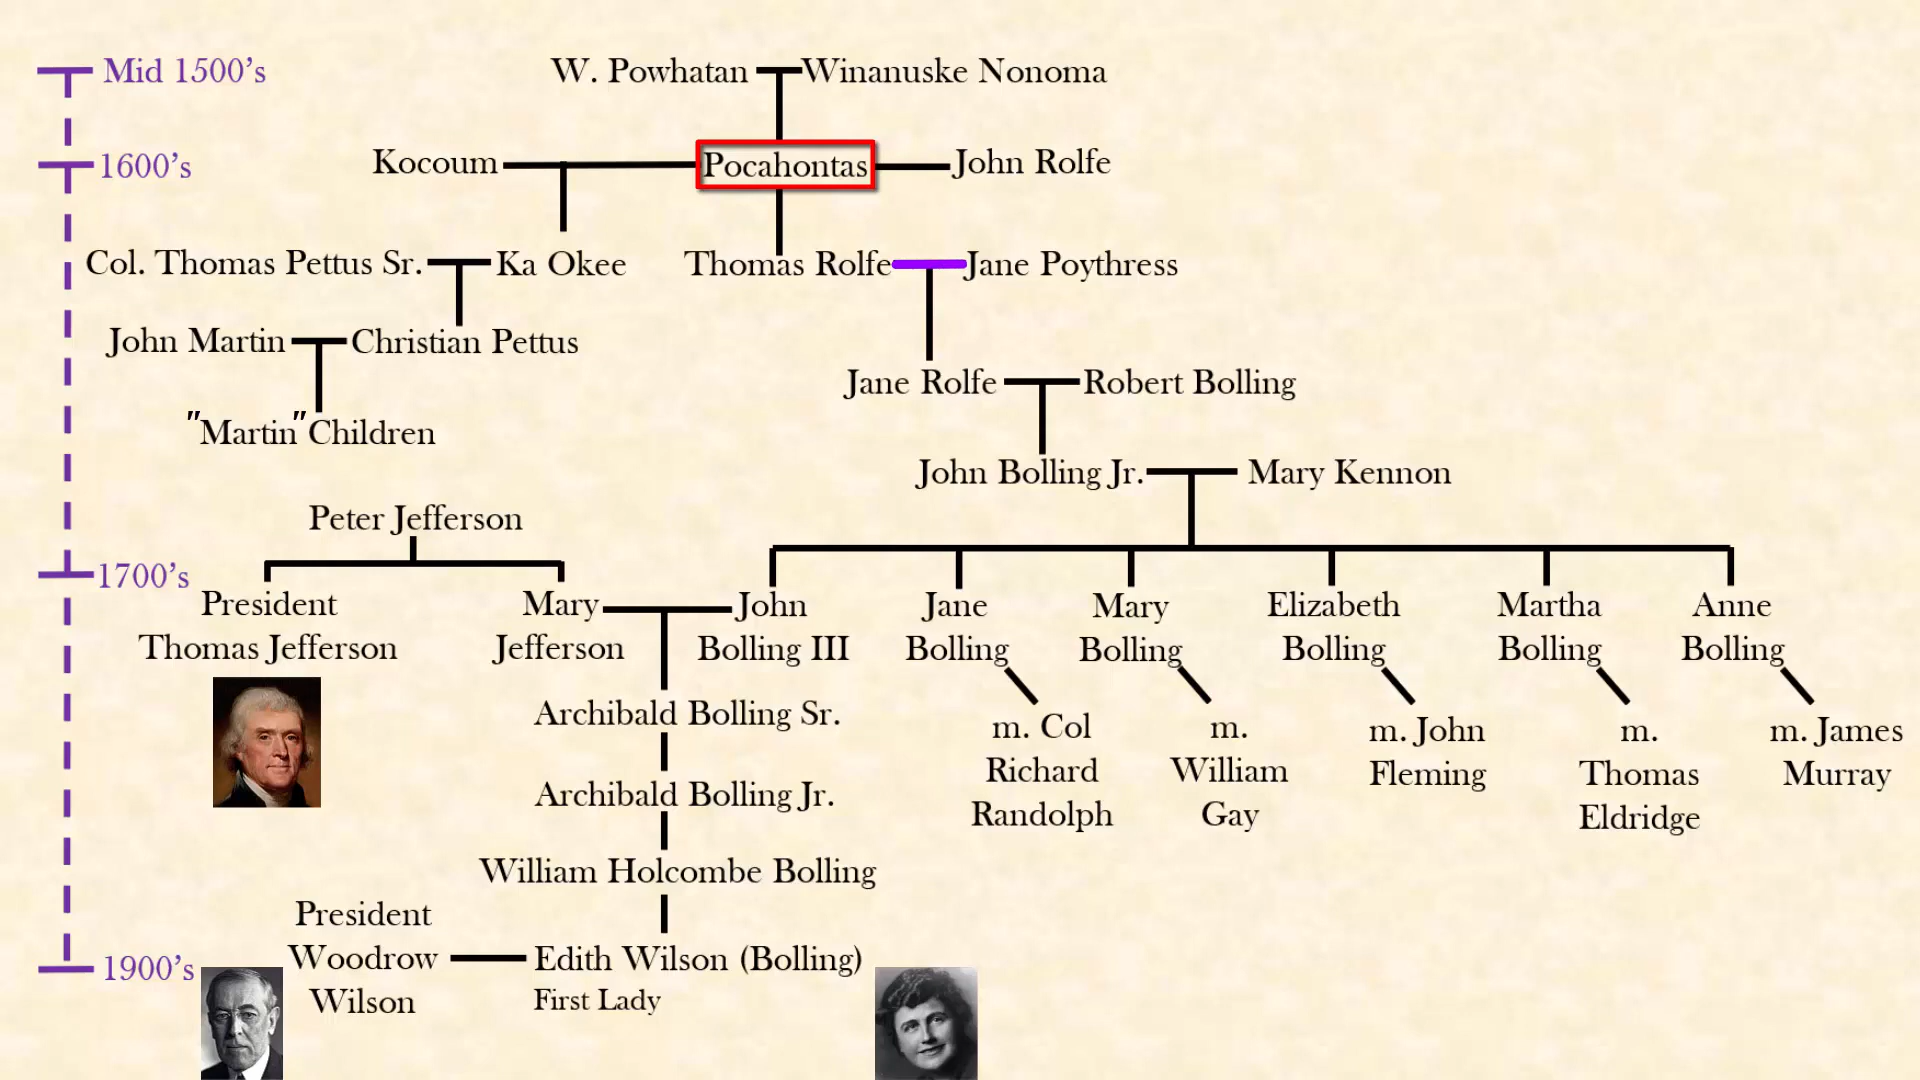 Mid 1500's
W. Powhatan
Winanuske Nonoma
1600's
Kocoum
Pocahontas
John Rolfe
Col. Thomas Pettus Sr.
Ka Okee
Thomas Rolfe
Jane Poythress
John Martin
Christian Pettus
Jane Rolfe
Robert Bolling
"Martin" Children
John Bolling Jr.
Mary Kennon
Peter Jefferson
1700's
President
Thomas Jefferson
Mary
Jefferson
John
Bolling III
Jane
Bolling
Mary
Bolling
Elizabeth
Bolling
Martha
Bolling
Anne
Bolling
m. Col
Richard
Randolph
m.
William
Gay
m. John
Fleming
m.
Thomas
Eldridge
m. James
Murray
Archibald Bolling Sr.
Archibald Bolling Jr.
William Holcombe Bolling
President
Woodrow
Wilson
Edith Wilson (Bolling)
First Lady
1900's